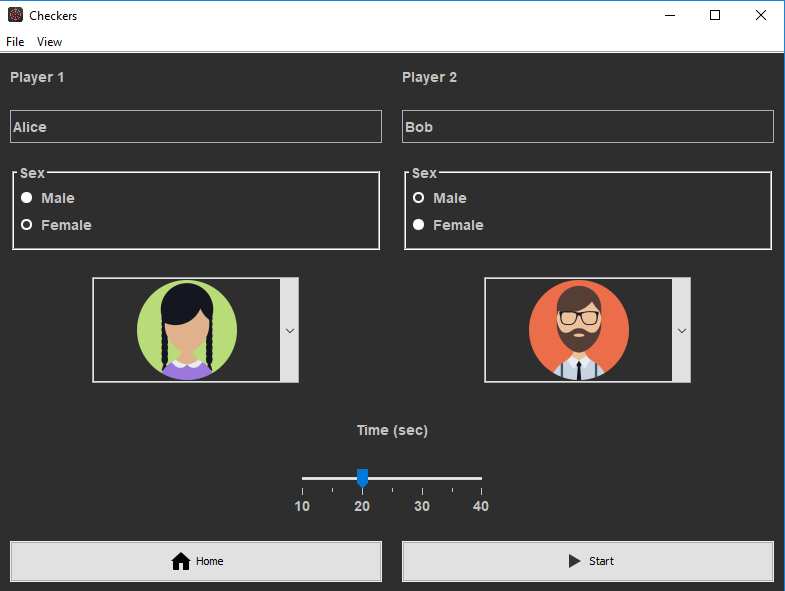 Checkers
File View
Player 1
Player 2
Alice
Bob
Sex
Male
Female
Sex
Male
Female
Time (sec)
10 20 30 40
Home
Start